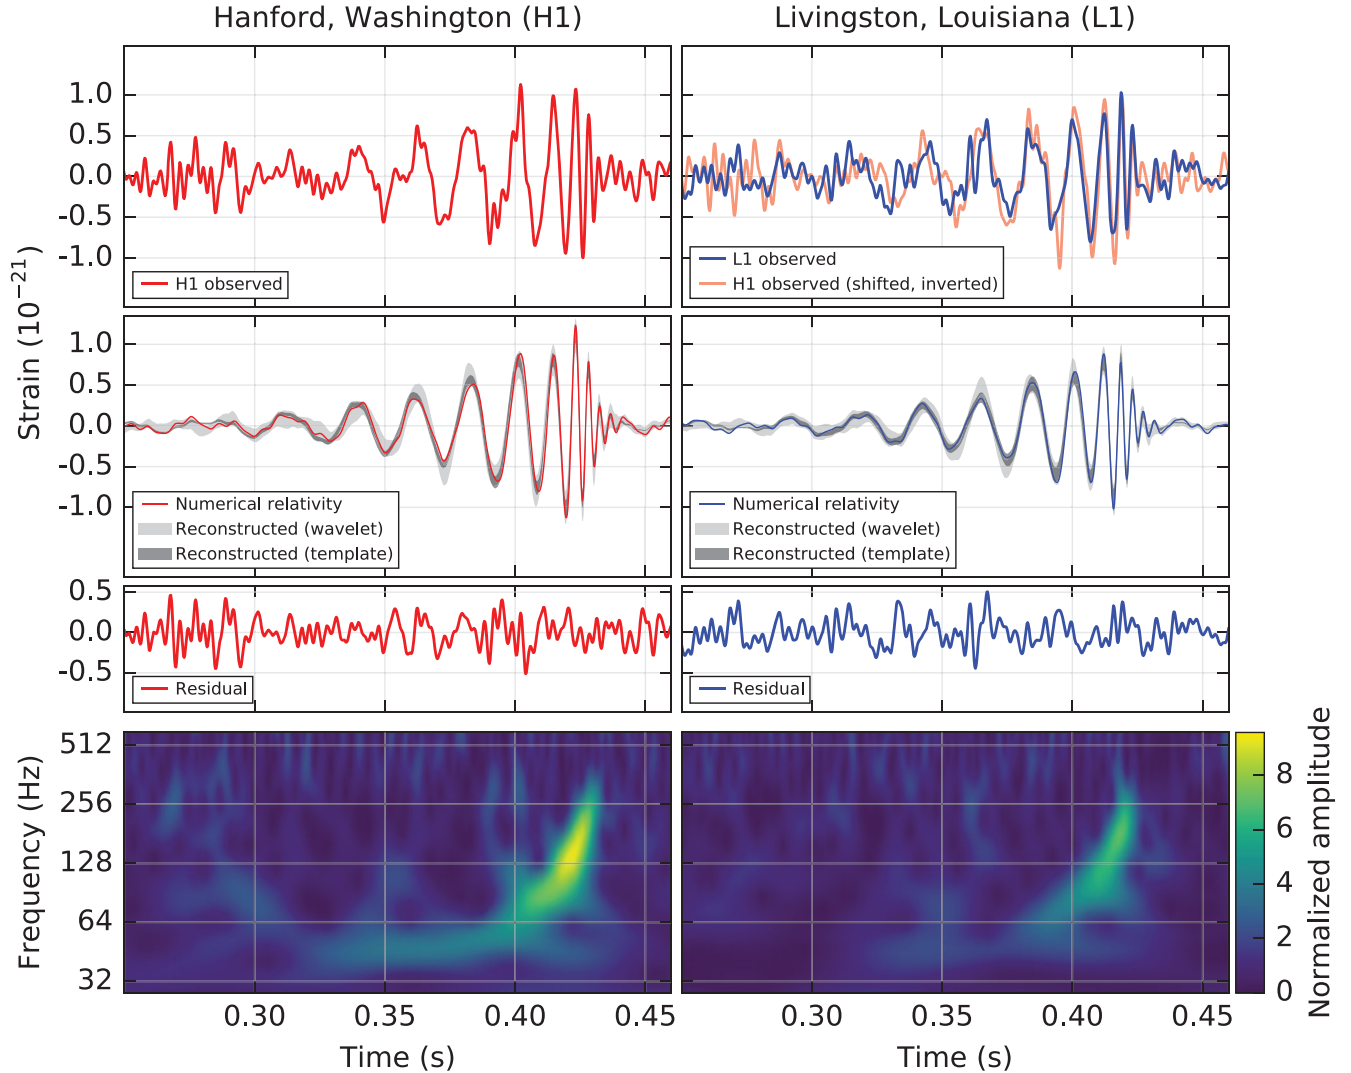 Hanford, Washington (H1)
Livingston, Louisiana (L1)
Strain (10⁻²¹)
1.0
0.5
0.0
-0.5
-1.0
H1 observed
L1 observed
H1 observed (shifted, inverted)
1.0
0.5
0.0
-0.5
-1.0
Numerical relativity
Reconstructed (wavelet)
Reconstructed (template)
Numerical relativity
Reconstructed (wavelet)
Reconstructed (template)
0.5
0.0
-0.5
Residual
Residual
Frequency (Hz)
512
256
128
64
32
0.30
0.35
0.40
0.45
Time (s)
0.30
0.35
0.40
0.45
Time (s)
8
6
4
2
0
Normalized amplitude